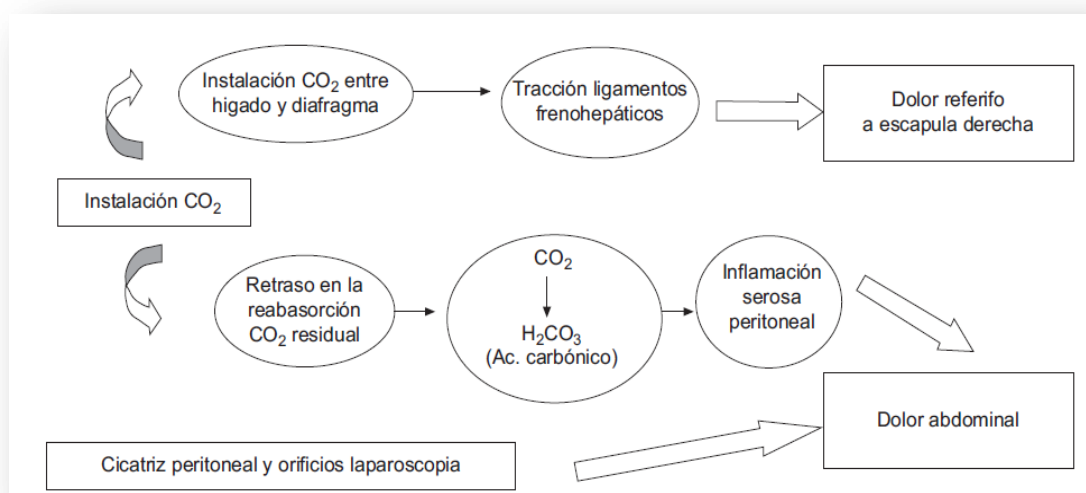 Instalación CO₂ entre
higado y diafragma
Tracción ligamentos
frenohepáticos
Dolor referifo
a escapula derecha
Instalación CO₂
Retraso en la
reabasorción
CO₂ residual
CO₂
H₂CO₃
(Ac. carbónico)
Inflamación
serosa
peritoneal
Dolor abdominal
Cicatriz peritoneal y orificios laparoscopia